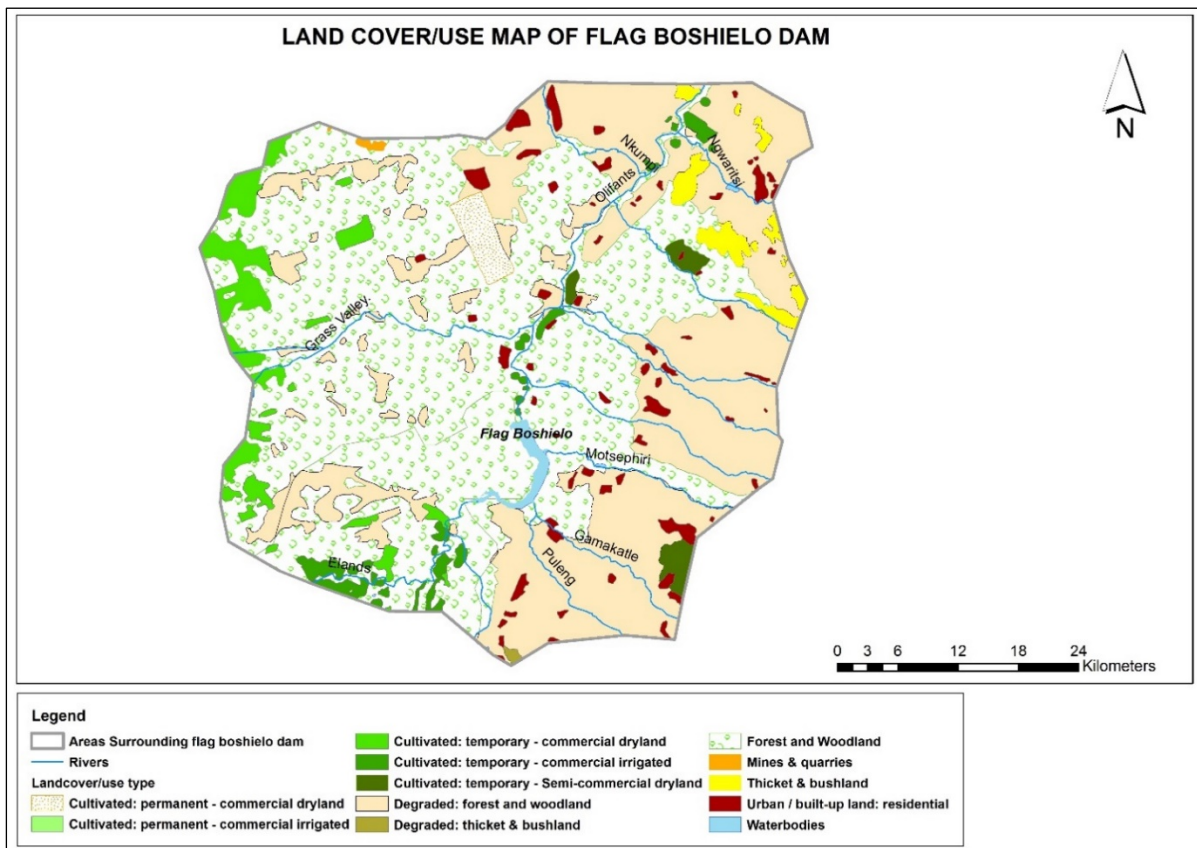 LAND COVER/USE MAP OF FLAG BOSHIELO DAM
N
Nkumpi
Ngwaritsi
Olifants
Grass Valley
Flag Boshielo
Motsephiri
Gamakatle
Puleng
Elands
0 3 6 12 18 24
Kilometers
Legend
Areas Surrounding flag boshielo dam
Rivers
Landcover/use type
Cultivated: permanent - commercial dryland
Cultivated: permanent - commercial irrigated
Cultivated: temporary - commercial dryland
Cultivated: temporary - commercial irrigated
Cultivated: temporary - Semi-commercial dryland
Degraded: forest and woodland
Degraded: thicket & bushland
Forest and Woodland
Mines & quarries
Thicket & bushland
Urban / built-up land: residential
Waterbodies